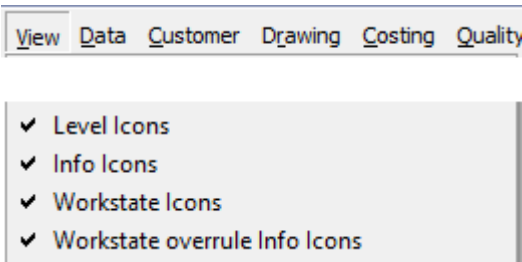 View Data Customer Drawing Costing Quality
Level Icons
Info Icons
Workstate Icons
Workstate overrule Info Icons